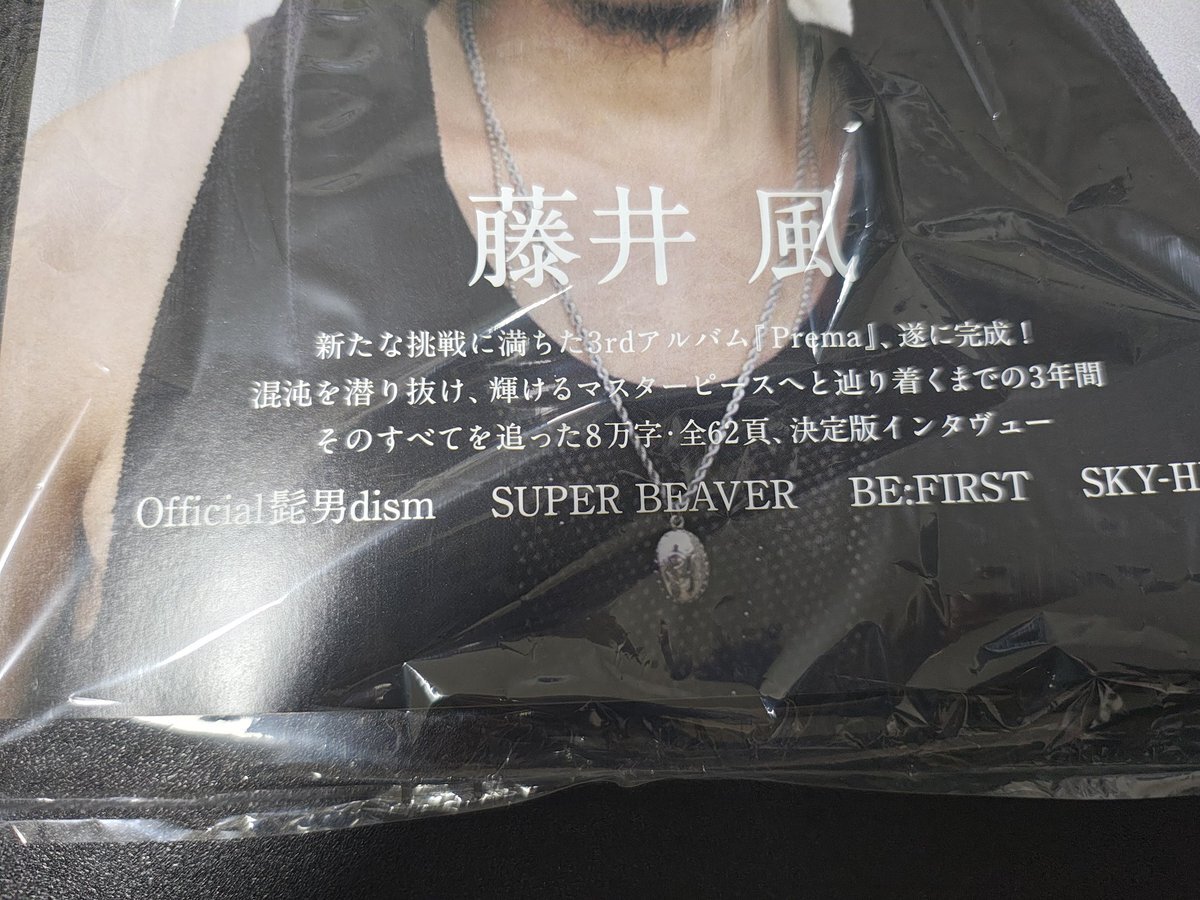 藤井 風
新たな挑戦に満ちた3rdアルバム『Prema』、遂に完成！
混沌を潜り抜け、輝けるマスターピースへと辿り着くまでの3年間
そのすべてを追った8万字・全62頁、決定版インタヴュー
Official髭男dism SUPER BEAVER BE:FIRST SKY-H